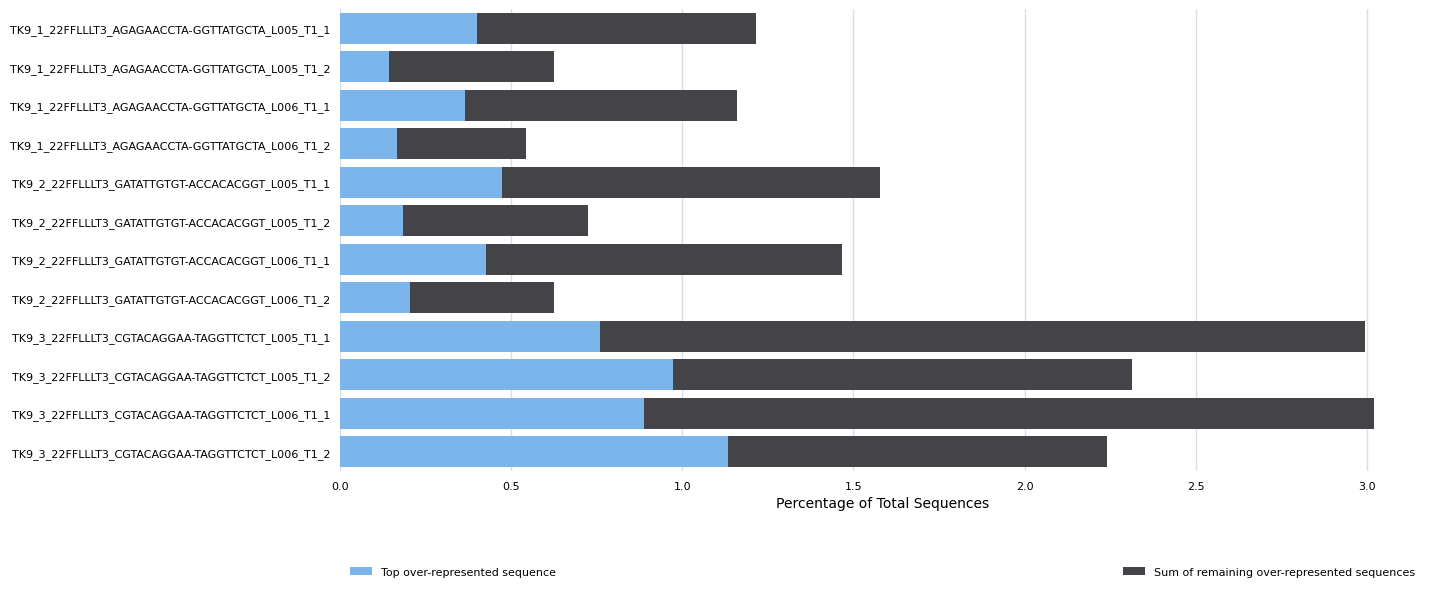 TK9_1_22FFLLLT3_AGAGAACCTA-GGTTATGCTA_L005_T1_1
TK9_1_22FFLLLT3_AGAGAACCTA-GGTTATGCTA_L005_T1_2
TK9_1_22FFLLLT3_AGAGAACCTA-GGTTATGCTA_L006_T1_1
TK9_1_22FFLLLT3_AGAGAACCTA-GGTTATGCTA_L006_T1_2
TK9_2_22FFLLLT3_GATATTGTGT-ACCACACGGT_L005_T1_1
TK9_2_22FFLLLT3_GATATTGTGT-ACCACACGGT_L005_T1_2
TK9_2_22FFLLLT3_GATATTGTGT-ACCACACGGT_L006_T1_1
TK9_2_22FFLLLT3_GATATTGTGT-ACCACACGGT_L006_T1_2
TK9_3_22FFLLLT3_CGTACAGGAA-TAGGTTCTCT_L005_T1_1
TK9_3_22FFLLLT3_CGTACAGGAA-TAGGTTCTCT_L005_T1_2
TK9_3_22FFLLLT3_CGTACAGGAA-TAGGTTCTCT_L006_T1_1
TK9_3_22FFLLLT3_CGTACAGGAA-TAGGTTCTCT_L006_T1_2
0.0 0.5 1.0 1.5 2.0 2.5 3.0
Percentage of Total Sequences
Top over-represented sequence Sum of remaining over-represented sequences